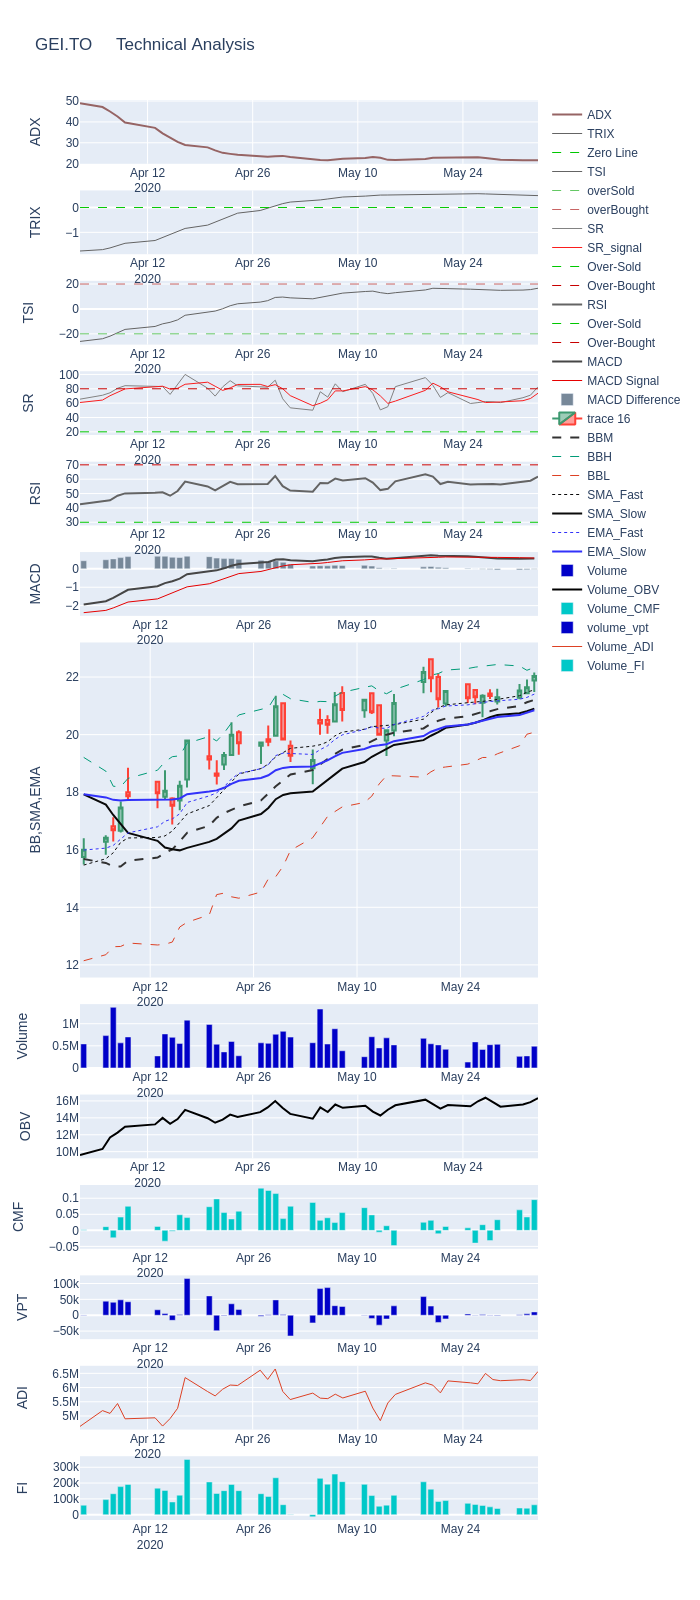 GEI.TO Technical Analysis
ADX
50
40
30
20
Apr 12
2020
Apr 26
May 10
May 24
TRIX
0
−1
Apr 12
2020
Apr 26
May 10
May 24
TSI
20
0
−20
Apr 12
2020
Apr 26
May 10
May 24
SR
100
80
60
40
20
Apr 12
2020
Apr 26
May 10
May 24
RSI
70
60
50
40
30
Apr 12
2020
Apr 26
May 10
May 24
MACD
0
−1
−2
Apr 12
2020
Apr 26
May 10
May 24
BB,SMA,EMA
22
20
18
16
14
12
Apr 12
2020
Apr 26
May 10
May 24
Volume
1M
0.5M
0
Apr 12
2020
Apr 26
May 10
May 24
OBV
16M
14M
12M
10M
Apr 12
2020
Apr 26
May 10
May 24
CMF
0.1
0.05
0
−0.05
Apr 12
2020
Apr 26
May 10
May 24
VPT
100k
50k
0
−50k
Apr 12
2020
Apr 26
May 10
May 24
ADI
6.5M
6M
5.5M
5M
Apr 12
2020
Apr 26
May 10
May 24
FI
300k
200k
100k
0
Apr 12
2020
Apr 26
May 10
May 24
ADX
TRIX
Zero Line
TSI
overSold
overBought
SR
SR_signal
Over-Sold
Over-Bought
RSI
Over-Sold
Over-Bought
MACD
MACD Signal
MACD Difference
trace 16
BBM
BBH
BBL
SMA_Fast
SMA_Slow
EMA_Fast
EMA_Slow
Volume
Volume_OBV
Volume_CMF
volume_vpt
Volume_ADI
Volume_FI